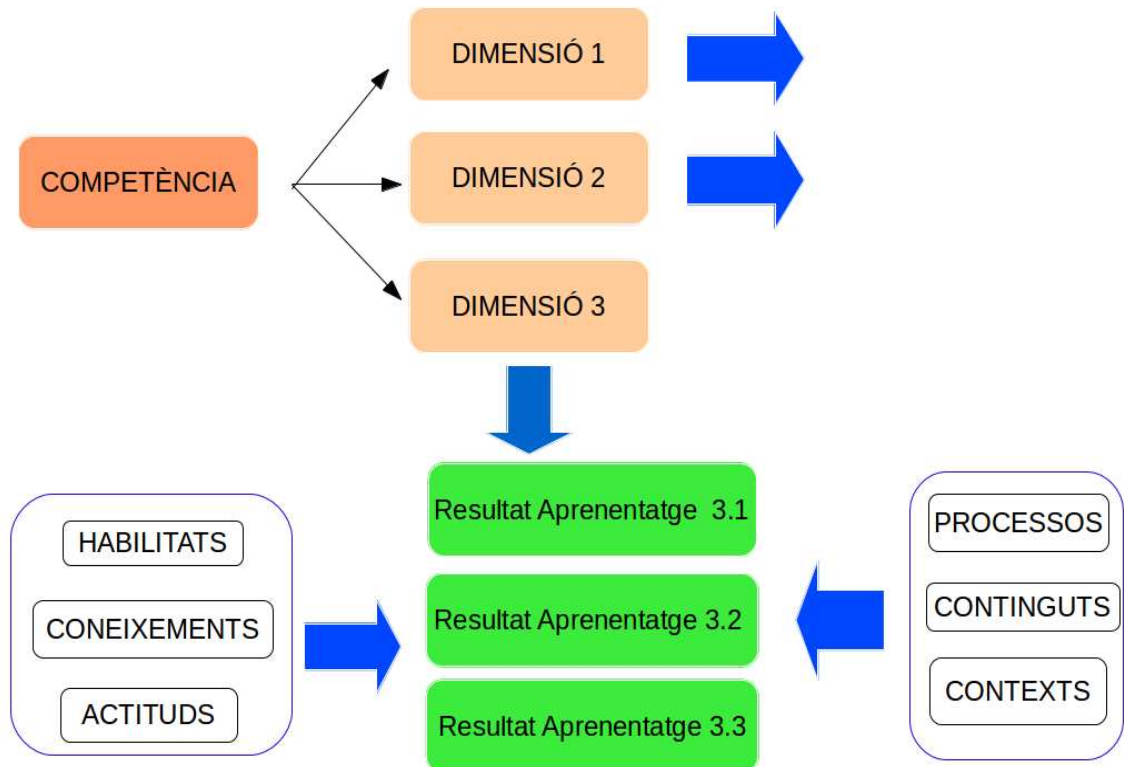 DIMENSIÓ 1
COMPETÈNCIA
DIMENSIÓ 2
DIMENSIÓ 3
Resultat Aprenentatge 3.1
Resultat Aprenentatge 3.2
Resultat Aprenentatge 3.3
HABILITATS
CONEIXEMENTS
ACTITUDS
PROCESSOS
CONTINGUTS
CONTEXTS